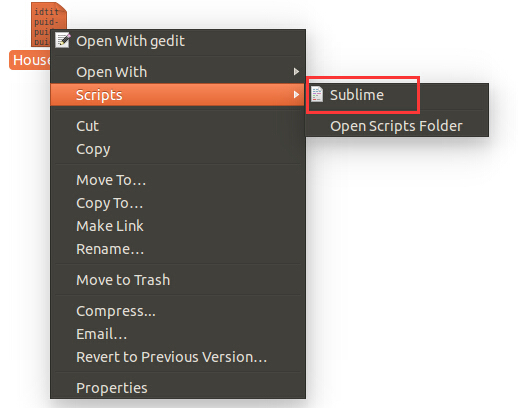 idtit
puid-
puid-
puid-
House
Open With gedit
Open With
Scripts
Cut
Copy
Move To...
Copy To...
Make Link
Rename...
Move to Trash
Compress...
Email...
Revert to Previous Version...
Properties
Sublime
Open Scripts Folder